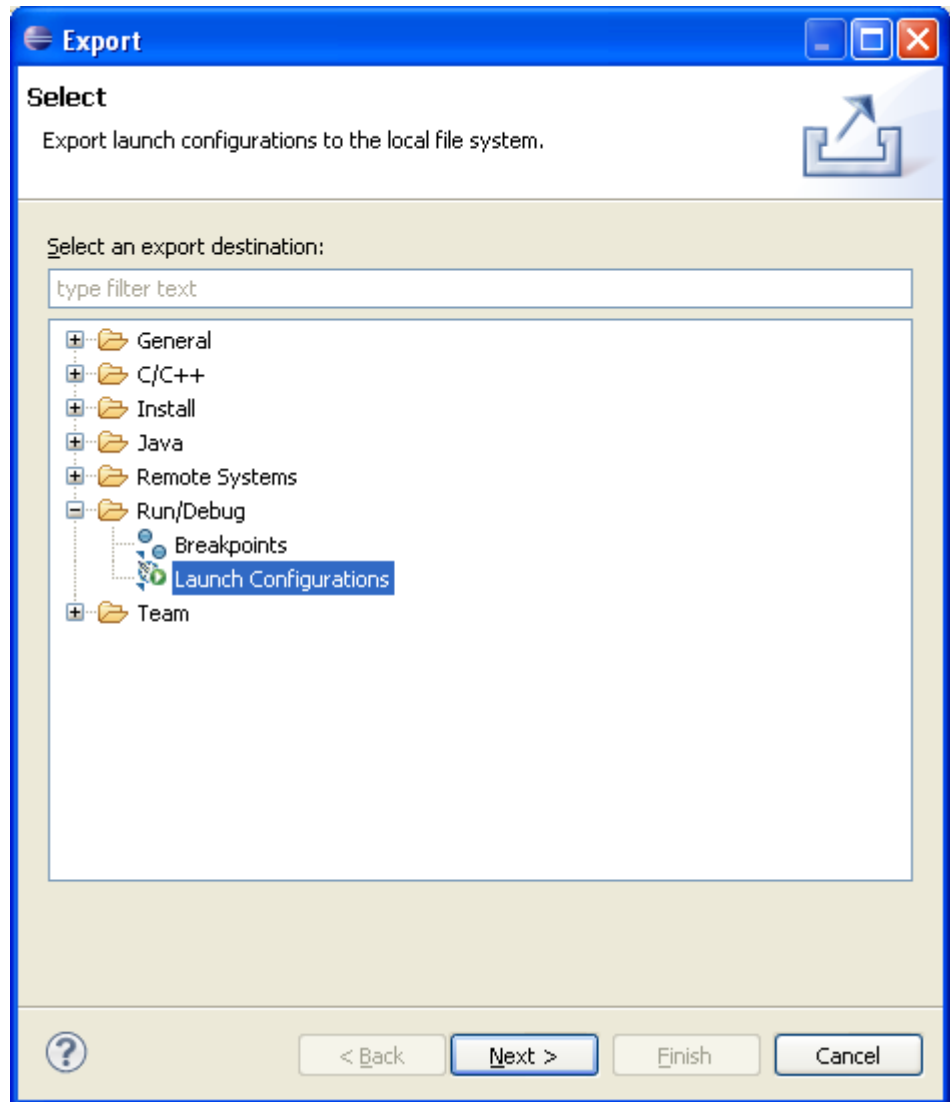 Export
Select
Export launch configurations to the local file system.
Select an export destination:
type filter text
General
C/C++
Install
Java
Remote Systems
Run/Debug
Breakpoints
Launch Configurations
Team
?
< Back
Next >
Finish
Cancel